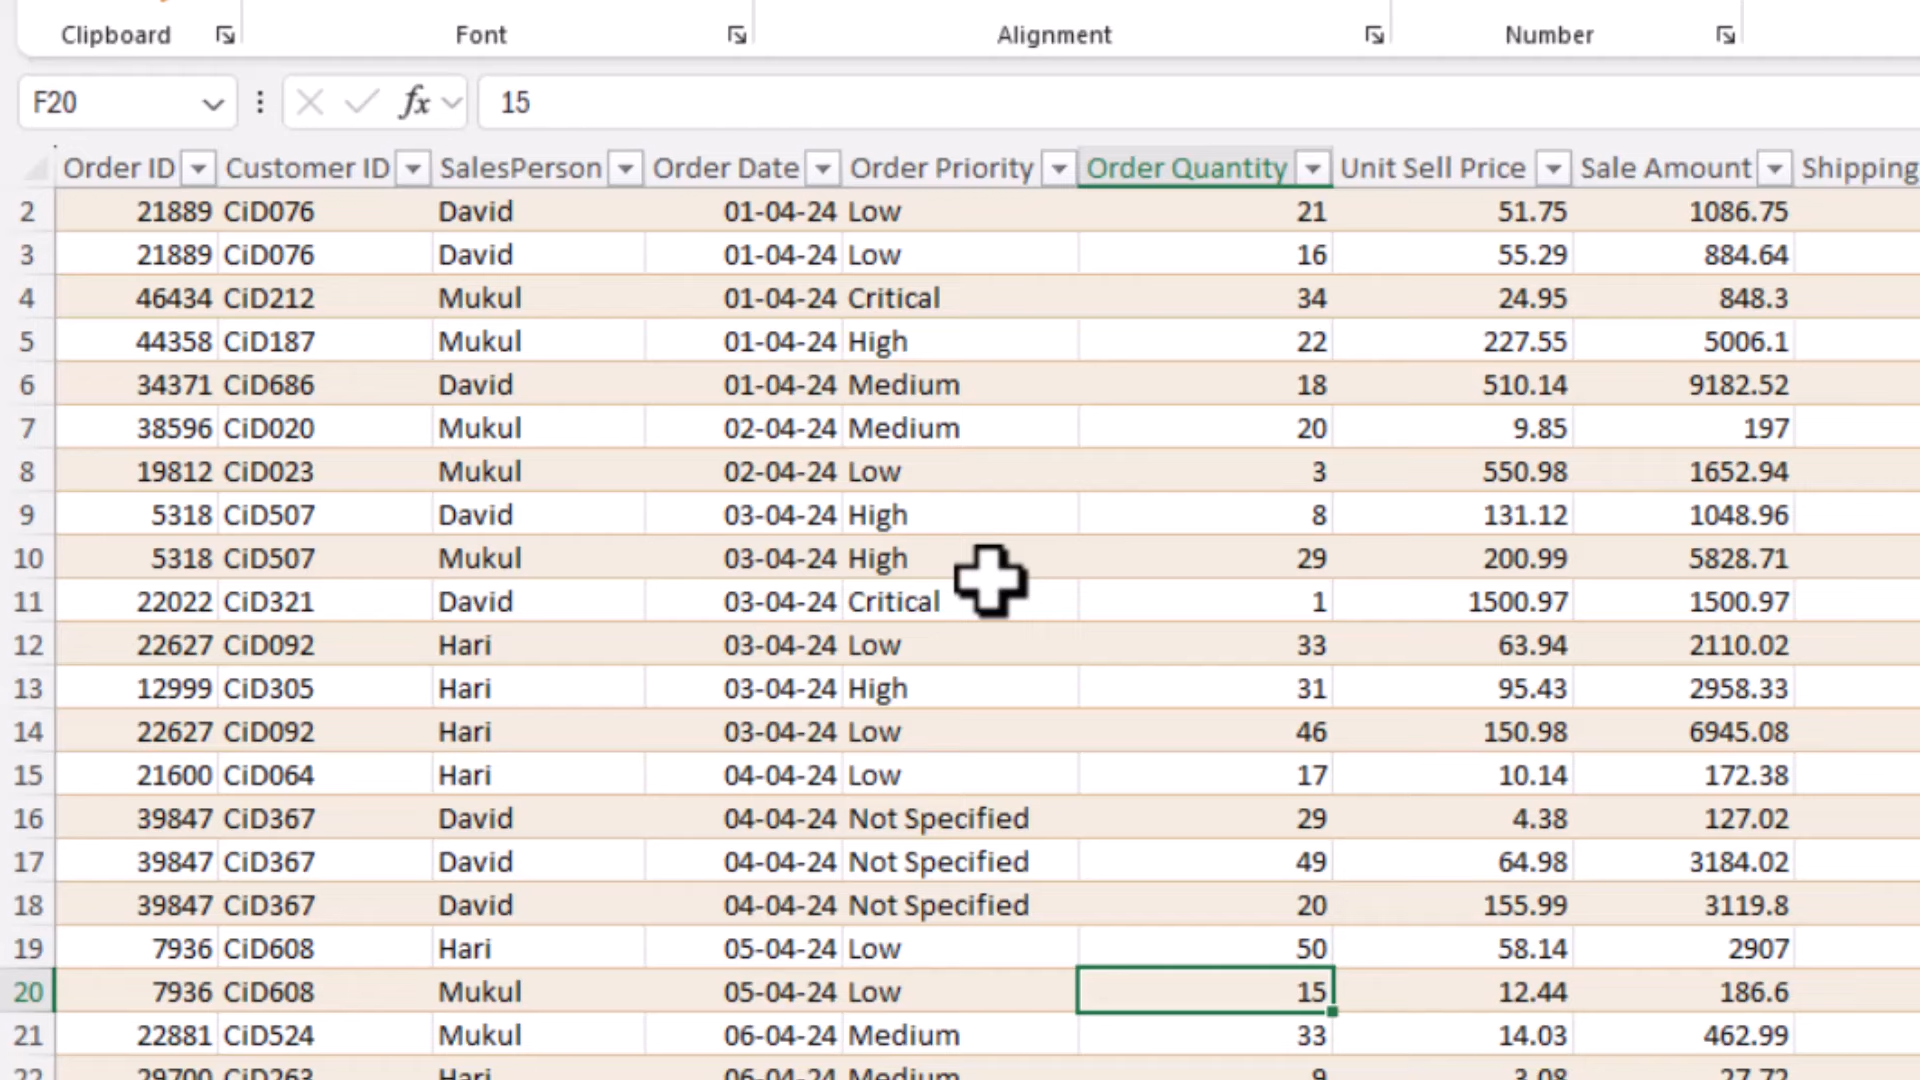 Clipboard Font Alignment Number
F20 fx 15
Order ID Customer ID SalesPerson Order Date Order Priority Order Quantity Unit Sell Price Sale Amount Shipping
2 21889 CiD076 David 01-04-24 Low 21 51.75 1086.75
3 21889 CiD076 David 01-04-24 Low 16 55.29 884.64
4 46434 CiD212 Mukul 01-04-24 Critical 34 24.95 848.3
5 44358 CiD187 Mukul 01-04-24 High 22 227.55 5006.1
6 34371 CiD686 David 01-04-24 Medium 18 510.14 9182.52
7 38596 CiD020 Mukul 02-04-24 Medium 20 9.85 197
8 19812 CiD023 Mukul 02-04-24 Low 3 550.98 1652.94
9 5318 CiD507 David 03-04-24 High 8 131.12 1048.96
10 5318 CiD507 Mukul 03-04-24 High 29 200.99 5828.71
11 22022 CiD321 David 03-04-24 Critical 1 1500.97 1500.97
12 22627 CiD092 Hari 03-04-24 Low 33 63.94 2110.02
13 12999 CiD305 Hari 03-04-24 High 31 95.43 2958.33
14 22627 CiD092 Hari 03-04-24 Low 46 150.98 6945.08
15 21600 CiD064 Hari 04-04-24 Low 17 10.14 172.38
16 39847 CiD367 David 04-04-24 Not Specified 29 4.38 127.02
17 39847 CiD367 David 04-04-24 Not Specified 49 64.98 3184.02
18 39847 CiD367 David 04-04-24 Not Specified 20 155.99 3119.8
19 7936 CiD608 Hari 05-04-24 Low 50 58.14 2907
20 7936 CiD608 Mukul 05-04-24 Low 15 12.44 186.6
21 22881 CiD524 Mukul 06-04-24 Medium 33 14.03 462.99
22 29700 CiD263 Hari 06-04-24 Medium 9 3.08 27.72